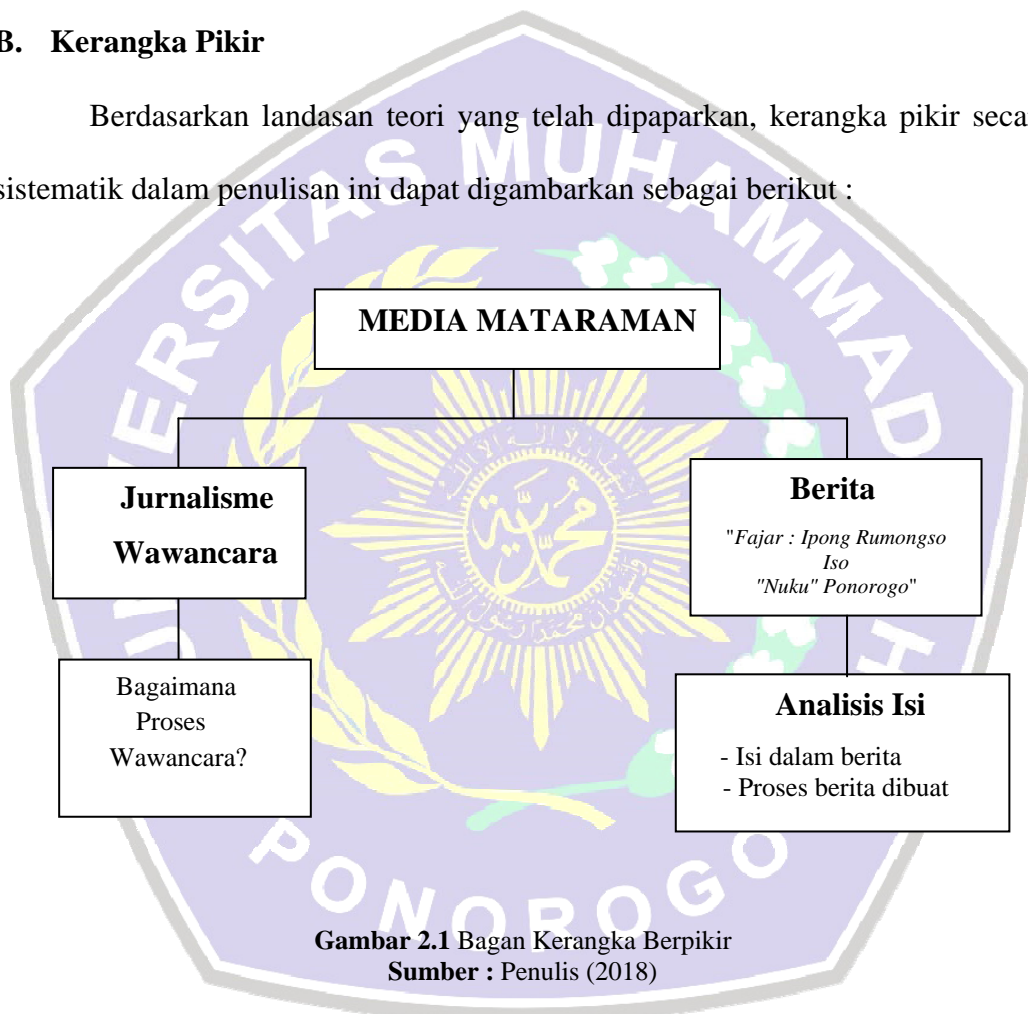 B. Kerangka Pikir
Berdasarkan landasan teori yang telah dipaparkan, kerangka pikir seca
sistematik dalam penulisan ini dapat digambarkan sebagai berikut :
MEDIA MATARAMAN
Jurnalisme
Wawancara
Berita
"Fajar : Ipong Rumongso
Iso
"Nuku" Ponorogo"
Bagaimana
Proses
Wawancara?
Analisis Isi
- Isi dalam berita
- Proses berita dibuat
Gambar 2.1 Bagan Kerangka Berpikir
Sumber : Penulis (2018)
PONOROGO